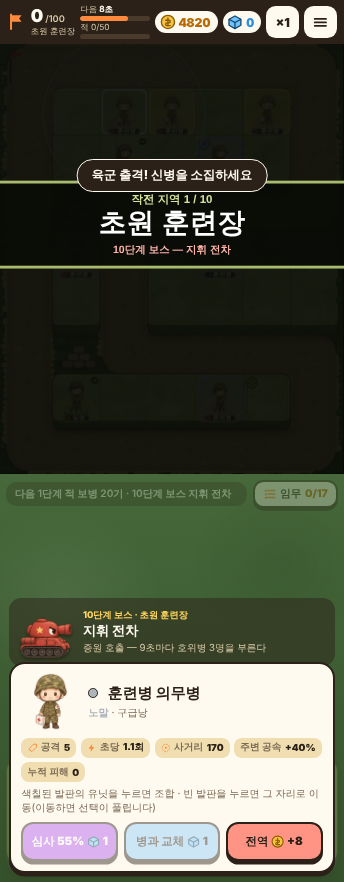 0 /100
초원 훈련장
다음 8초
적 0/50
4820
0
×1
육군 출격! 신병을 소집하세요
작전 지역 1 / 10
초원 훈련장
10단계 보스 — 지휘 전차
다음 1단계 적 보병 20기 · 10단계 보스 지휘 전차
임무 0/17
10단계 보스 · 초원 훈련장
지휘 전차
증원 호출 — 9초마다 호위병 3명을 부른다
훈련병 의무병
노말 · 구급낭
공격 5
초당 1.1회
사거리 170
주변 공속 +40%
누적 피해 0
색칠된 발판의 유닛을 누르면 조합 · 빈 발판을 누르면 그 자리로 이
동(이동하면 선택이 풀립니다)
심사 55% 1
병과 교체 1
전역 +8